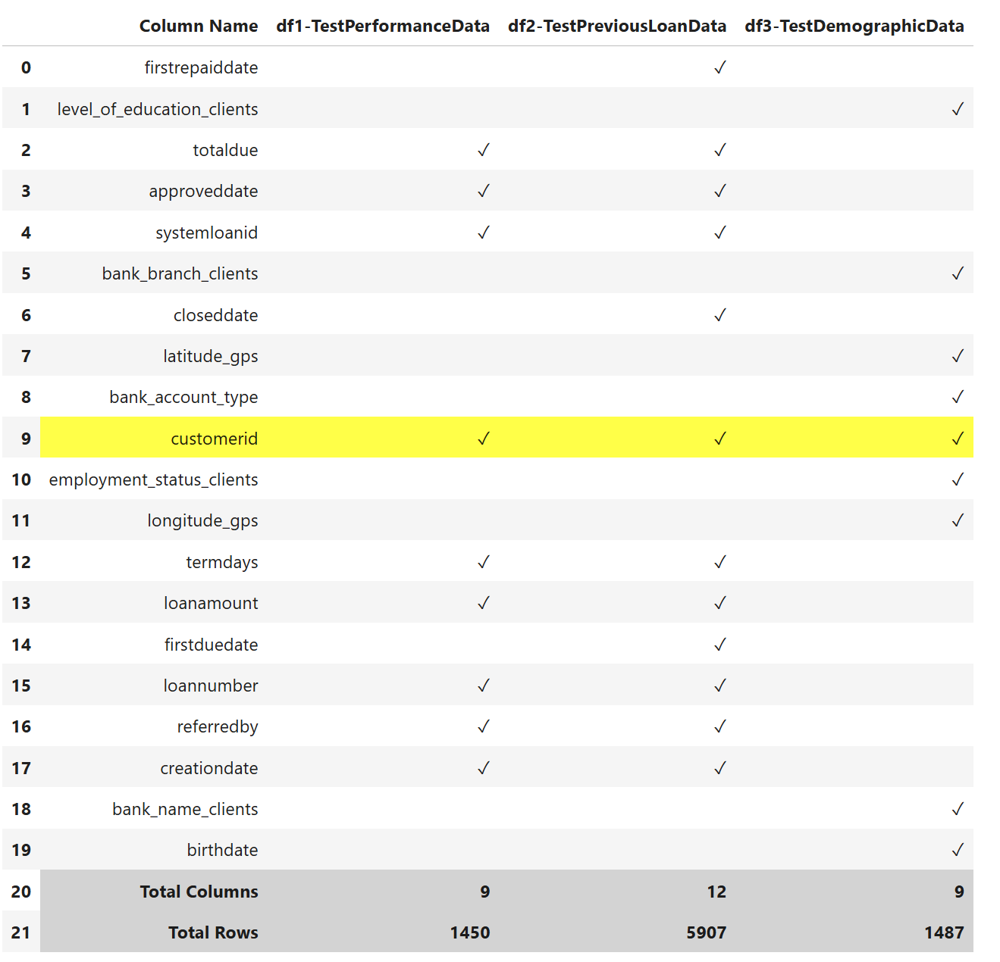 Column Name df1-TestPerformanceData df2-TestPreviousLoanData df3-TestDemographicData
0 firstrepaiddate ✓
1 level_of_education_clients ✓
2 totaldue ✓ ✓
3 approveddate ✓ ✓
4 systemloanid ✓ ✓
5 bank_branch_clients ✓
6 closeddate ✓
7 latitude_gps ✓
8 bank_account_type ✓
9 customerid ✓ ✓ ✓
10 employment_status_clients ✓
11 longitude_gps ✓
12 termdays ✓ ✓
13 loanamount ✓ ✓
14 firstduedate ✓
15 loannumber ✓ ✓
16 referredby ✓ ✓
17 creationdate ✓ ✓
18 bank_name_clients ✓
19 birthdate ✓
20 Total Columns 9 12 9
21 Total Rows 1450 5907 1487